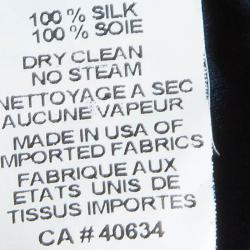 100% SILK
100% SOIE
DRY CLEAN
NO STEAM
NETTOYAGE A SEC
AUCUNE VAPEUR
MADE IN USA OF
IMPORTED FABRICS
FABRIQUE AUX
ETATS UNIS DE
TISSUS IMPORTES
CA # 40634